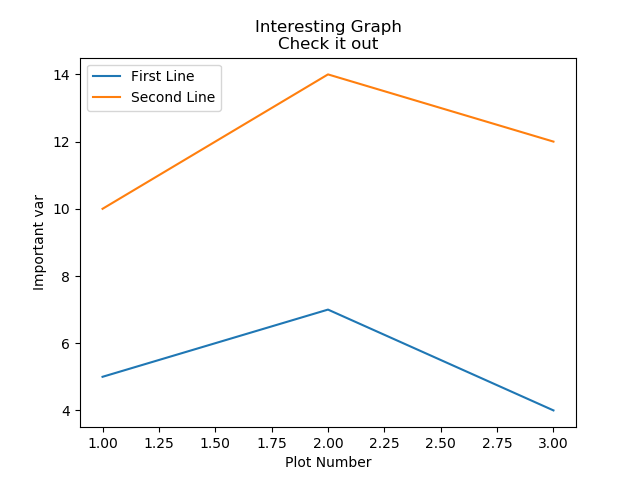 Interesting Graph
Check it out
First Line
Second Line
14
12
10
8
6
4
Important var
1.00 1.25 1.50 1.75 2.00 2.25 2.50 2.75 3.00
Plot Number